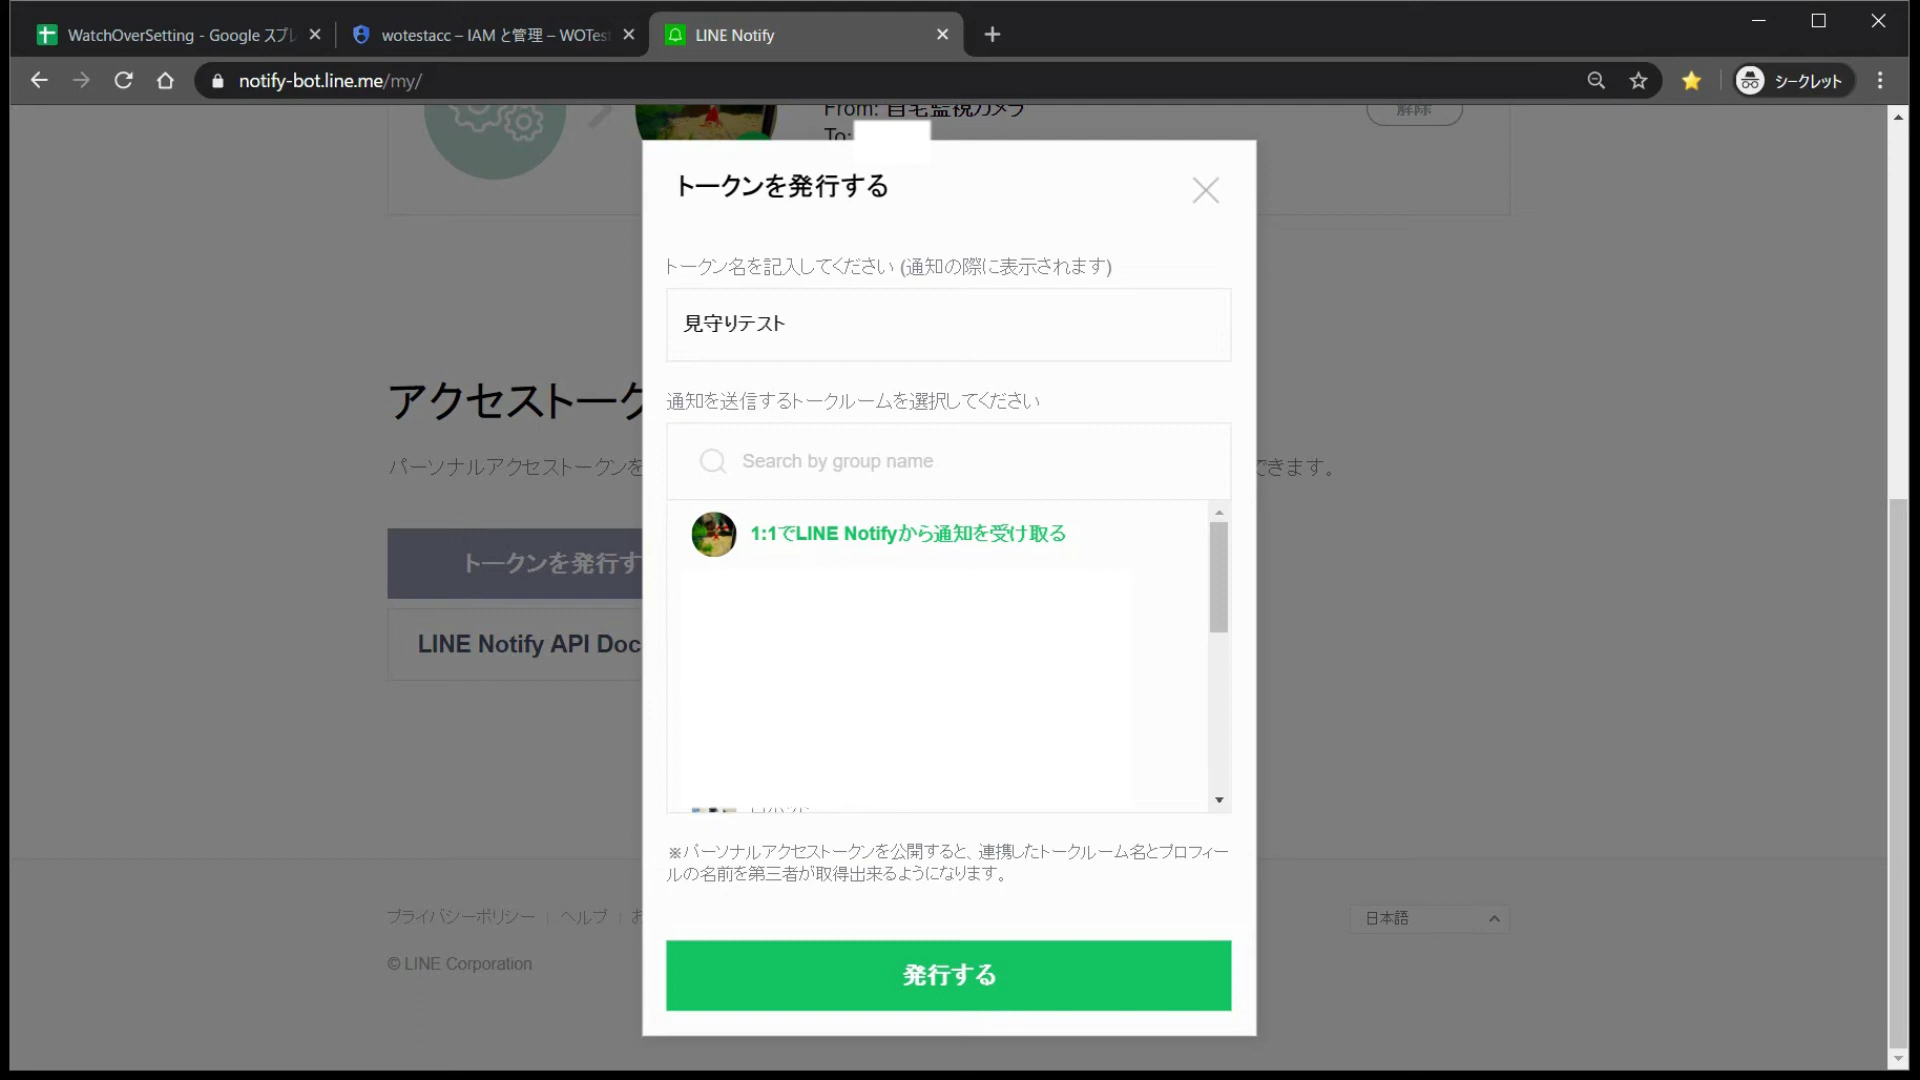 WatchOverSetting - Google スプレ
wotestacc – IAM と管理 – WOTes
LINE Notify
notify-bot.line.me/my/
シークレット
From: 自宅監視カメラ
To:
解除
トークンを発行する
トークン名を記入してください (通知の際に表示されます)
見守りテスト
アクセストーク
通知を送信するトークルームを選択してください
パーソナルアクセストークンを
できます。
Search by group name
1:1でLINE Notifyから通知を受け取る
トークンを発行す
LINE Notify API Doc
※パーソナルアクセストークンを公開すると、連携したトークルーム名とプロフィー
ルの名前を第三者が取得出来るようになります。
プライバシーポリシー | ヘルプ | お
日本語
© LINE Corporation
発行する